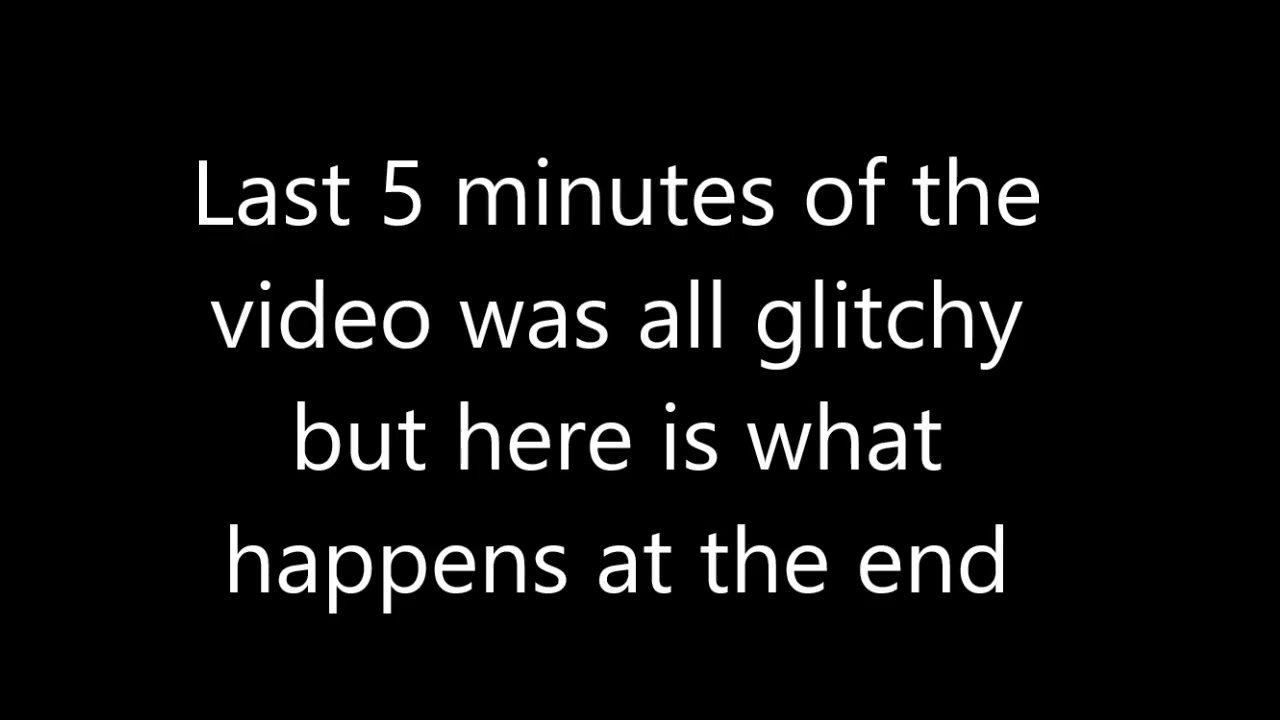 Last 5 minutes of the
video was all glitchy
but here is what
happens at the end